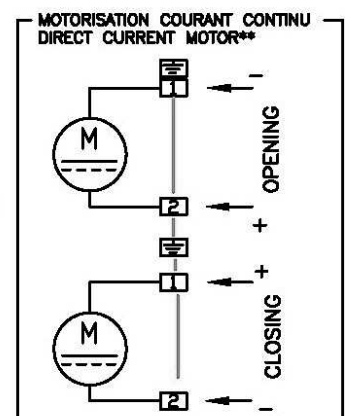 MOTORISATION COURANT CONTINU
DIRECT CURRENT MOTOR**
1
-
M
OPENING
2
+
1
+
M
CLOSING
2
-